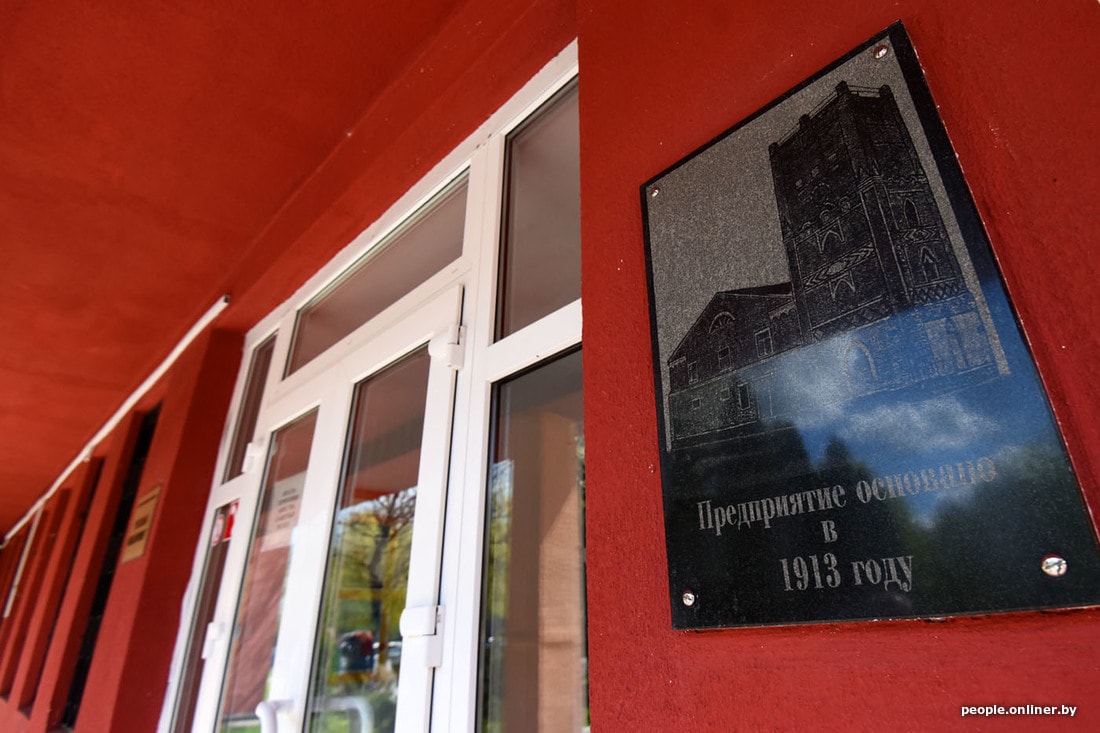 Предприятие основано
в
1913 году
people.onliner.by